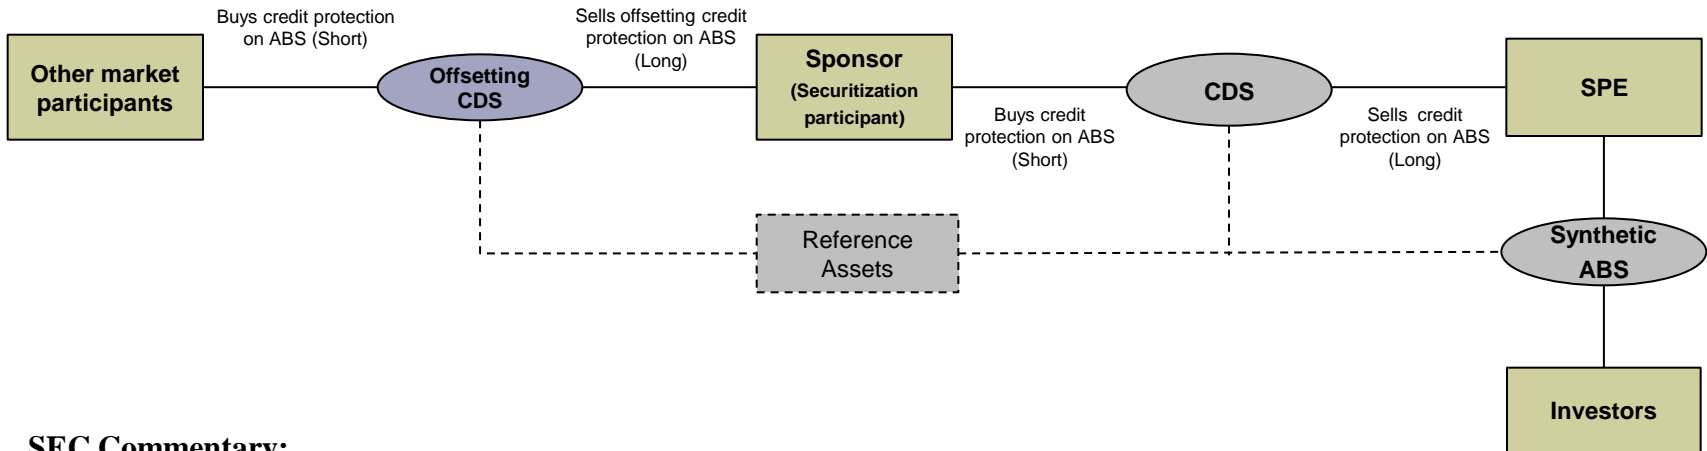 Buys credit protection
on ABS (Short)
Sells offsetting credit
protection on ABS
(Long)
Other market
participants
Offsetting
CDS
Sponsor
(Securitization
participant)
CDS
SPE
Buys credit
protection on ABS
(Short)
Sells credit
protection on ABS
(Long)
Reference
Assets
Synthetic
ABS
Investors
SEC Commentary: